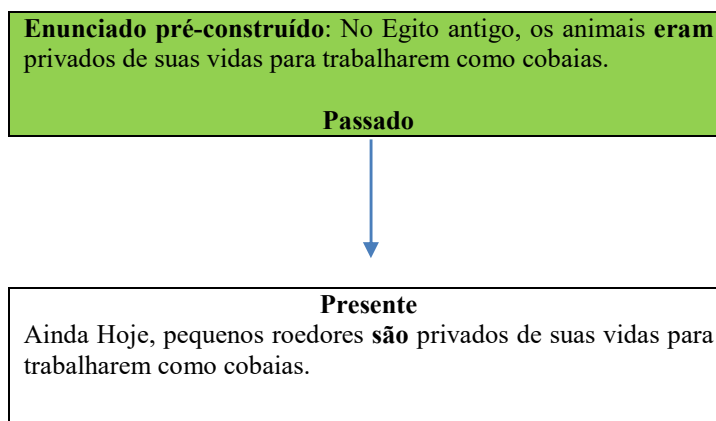 Enunciado pré-construído: No Egito antigo, os animais eram
privados de suas vidas para trabalharem como cobaias.
Passado
Presente
Ainda Hoje, pequenos roedores são privados de suas vidas para
trabalharem como cobaias.